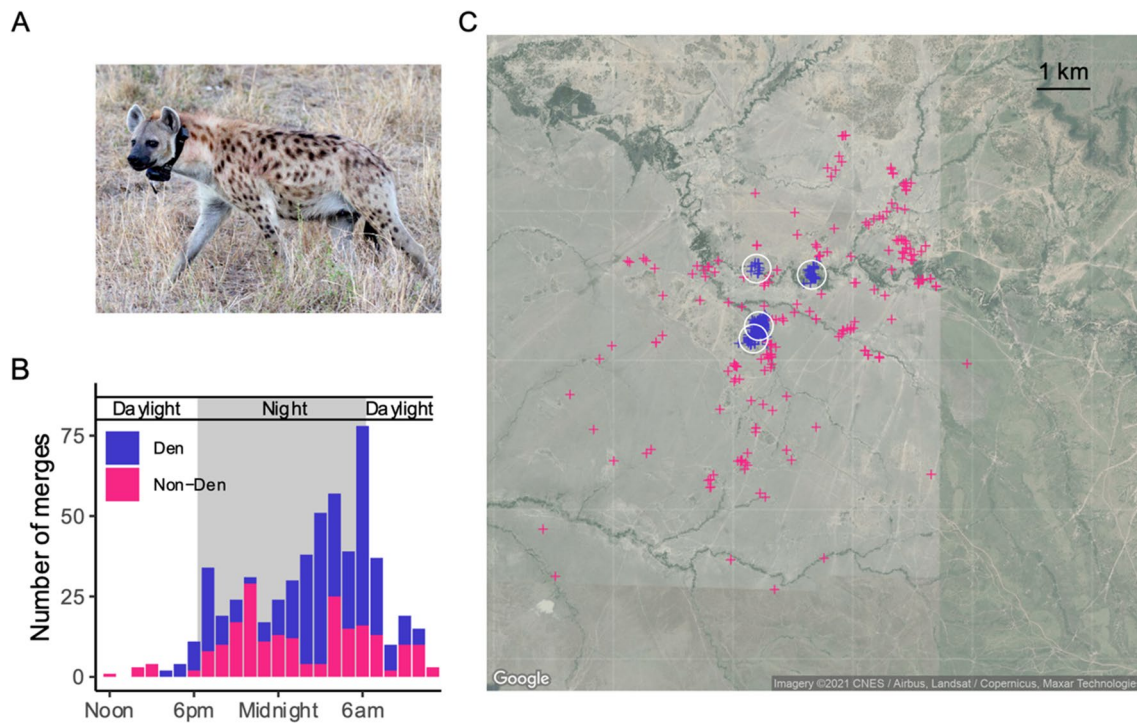 A
B
Daylight Night Daylight
Den
Non-Den
Number of merges
75
50
25
0
Noon 6pm Midnight 6am
C
1 km
Google
Imagery ©2021 CNES / Airbus, Landsat / Copernicus, Maxar Technologies